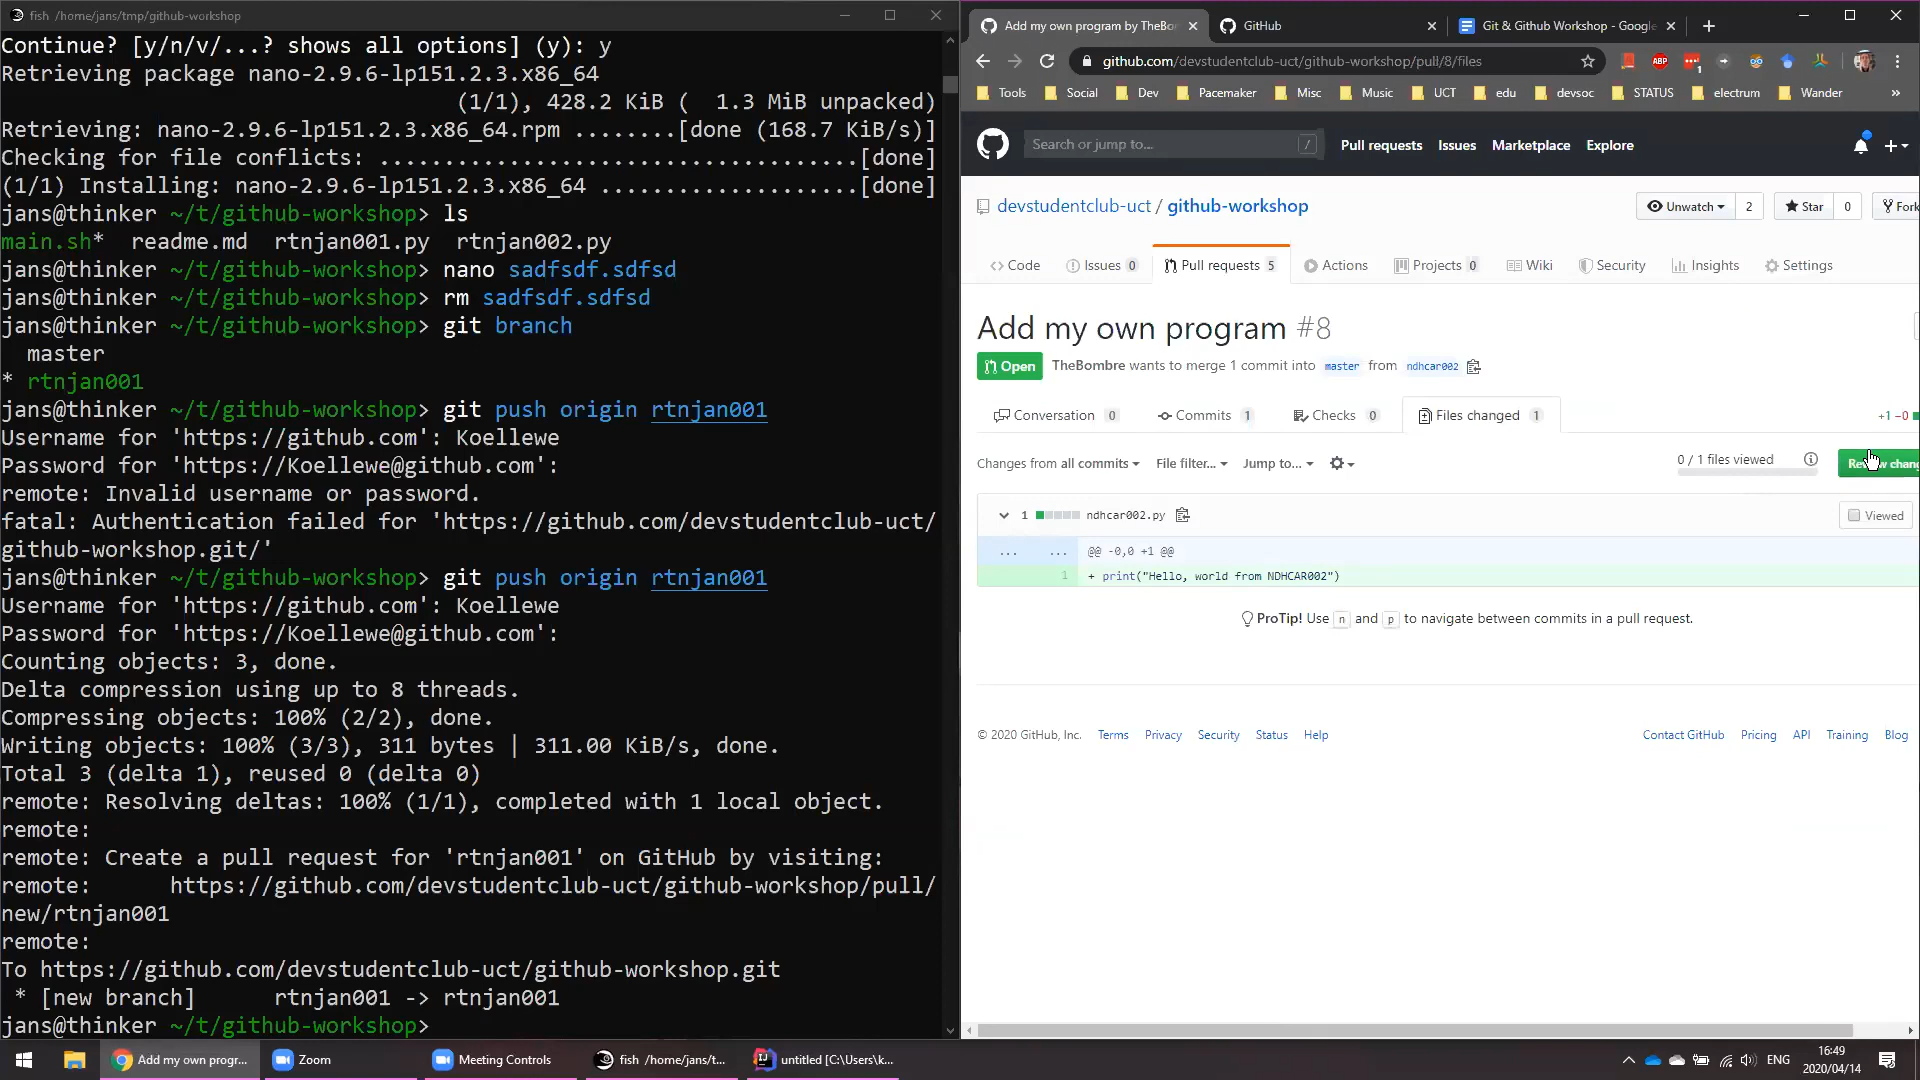 fish /home/jans/tmp/github-workshop
Continue? [y/n/v/...? shows all options] (y): y
Retrieving package nano-2.9.6-lp151.2.3.x86_64
(1/1), 428.2 KiB (  1.3 MiB unpacked)
Retrieving: nano-2.9.6-lp151.2.3.x86_64.rpm ........[done (168.7 KiB/s)]
Checking for file conflicts: .....................................[done]
(1/1) Installing: nano-2.9.6-lp151.2.3.x86_64 ....................[done]
jans@thinker ~/t/github-workshop> ls
main.sh*  readme.md  rtnjan001.py  rtnjan002.py
jans@thinker ~/t/github-workshop> nano sadfsdf.sdfsd
jans@thinker ~/t/github-workshop> rm sadfsdf.sdfsd
jans@thinker ~/t/github-workshop> git branch
master
* rtnjan001
jans@thinker ~/t/github-workshop> git push origin rtnjan001
Username for 'https://github.com': Koellewe
Password for 'https://Koellewe@github.com':
remote: Invalid username or password.
fatal: Authentication failed for 'https://github.com/devstudentclub-uct/
github-workshop.git/'
jans@thinker ~/t/github-workshop> git push origin rtnjan001
Username for 'https://github.com': Koellewe
Password for 'https://Koellewe@github.com':
Counting objects: 3, done.
Delta compression using up to 8 threads.
Compressing objects: 100% (2/2), done.
Writing objects: 100% (3/3), 311 bytes | 311.00 KiB/s, done.
Total 3 (delta 1), reused 0 (delta 0)
remote: Resolving deltas: 100% (1/1), completed with 1 local object.
remote:
remote: Create a pull request for 'rtnjan001' on GitHub by visiting:
remote:      https://github.com/devstudentclub-uct/github-workshop/pull/
new/rtnjan001
remote:
To https://github.com/devstudentclub-uct/github-workshop.git
* [new branch]      rtnjan001 -> rtnjan001
jans@thinker ~/t/github-workshop>
Add my own program by TheBom
GitHub
Git & Github Workshop - Google
github.com/devstudentclub-uct/github-workshop/pull/8/files
ABP
1
Tools Social Dev Pacemaker Misc Music UCT edu devsoc STATUS electrum Wander »
Search or jump to... /
Pull requests Issues Marketplace Explore
devstudentclub-uct / github-workshop
Unwatch 2 Star 0 Fork
Code Issues 0 Pull requests 5 Actions Projects 0 Wiki Security Insights Settings
Add my own program #8
Open TheBombre wants to merge 1 commit into master from ndhcar002
Conversation 0 Commits 1 Checks 0 Files changed 1 +1 −0
Changes from all commits File filter... Jump to... 0 / 1 files viewed
1 ndhcar002.py Viewed
... ... @@ -0,0 +1 @@
1 + print("Hello, world from NDHCAR002")
ProTip! Use n and p to navigate between commits in a pull request.
© 2020 GitHub, Inc. Terms Privacy Security Status Help Contact GitHub Pricing API Training Blog
Add my own progr...
Zoom
Meeting Controls
fish /home/jans/t...
untitled [C:\Users\k...
ENG
16:49
2020/04/14